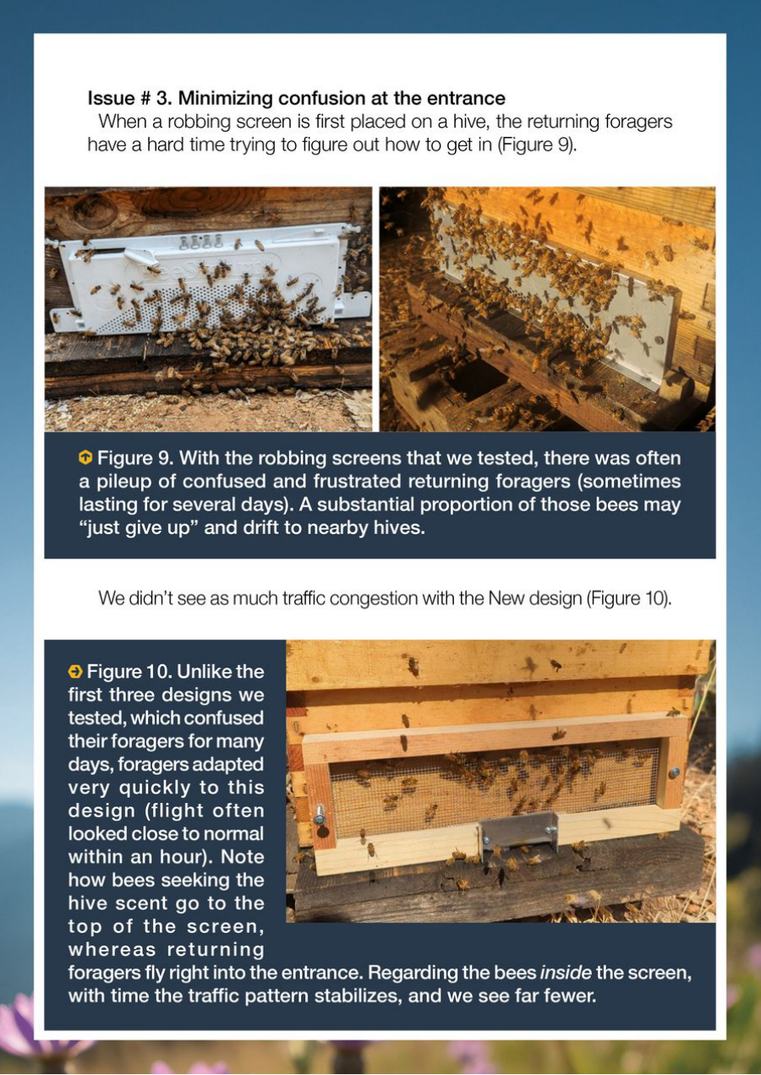 Issue # 3. Minimizing confusion at the entrance
When a robbing screen is first placed on a hive, the returning foragers
have a hard time trying to figure out how to get in (Figure 9).
Figure 9. With the robbing screens that we tested, there was often
a pileup of confused and frustrated returning foragers (sometimes
lasting for several days). A substantial proportion of those bees may
“just give up” and drift to nearby hives.
We didn’t see as much traffic congestion with the New design (Figure 10).
Figure 10. Unlike the
first three designs we
tested, which confused
their foragers for many
days, foragers adapted
very quickly to this
design (flight often
looked close to normal
within an hour). Note
how bees seeking the
hive scent go to the
top of the screen,
whereas returning
foragers fly right into the entrance. Regarding the bees inside the screen,
with time the traffic pattern stabilizes, and we see far fewer.